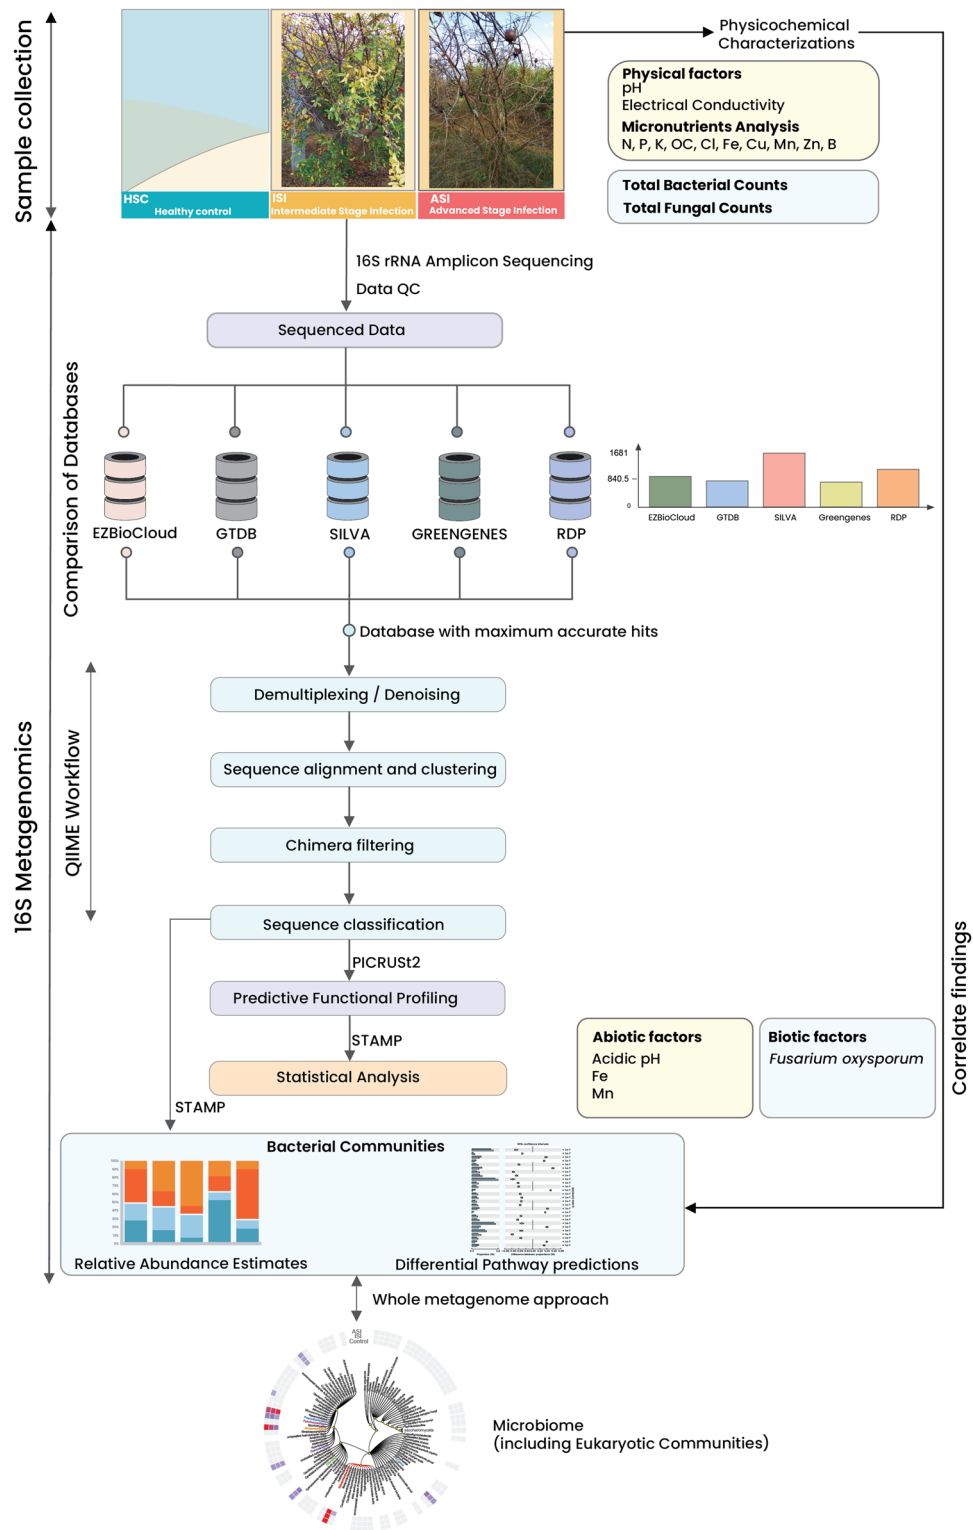 Sample collection
HSC
Healthy control
ISI
Intermediate Stage Infection
ASI
Advanced Stage Infection
Physicochemical
Characterizations
Physical factors
pH
Electrical Conductivity
Micronutrients Analysis
N, P, K, OC, Cl, Fe, Cu, Mn, Zn, B
Total Bacterial Counts
Total Fungal Counts
16S rRNA Amplicon Sequencing
Data QC
Sequenced Data
Comparison of Databases
EZBioCloud
GTDB
SILVA
GREENGENES
RDP
1681
840.5
0
EZBioCloud
GTDB
SILVA
Greengenes
RDP
Database with maximum accurate hits
16S Metagenomics
QIIME Workflow
Demultiplexing / Denoising
Sequence alignment and clustering
Chimera filtering
Sequence classification
PICRUSt2
Predictive Functional Profiling
STAMP
Statistical Analysis
STAMP
Abiotic factors
Acidic pH
Fe
Mn
Biotic factors
Fusarium oxysporum
Correlate findings
Bacterial Communities
Relative Abundance Estimates
Differential Pathway predictions
Whole metagenome approach
ASI
ISI
Control
Microbiome
(including Eukaryotic Communities)